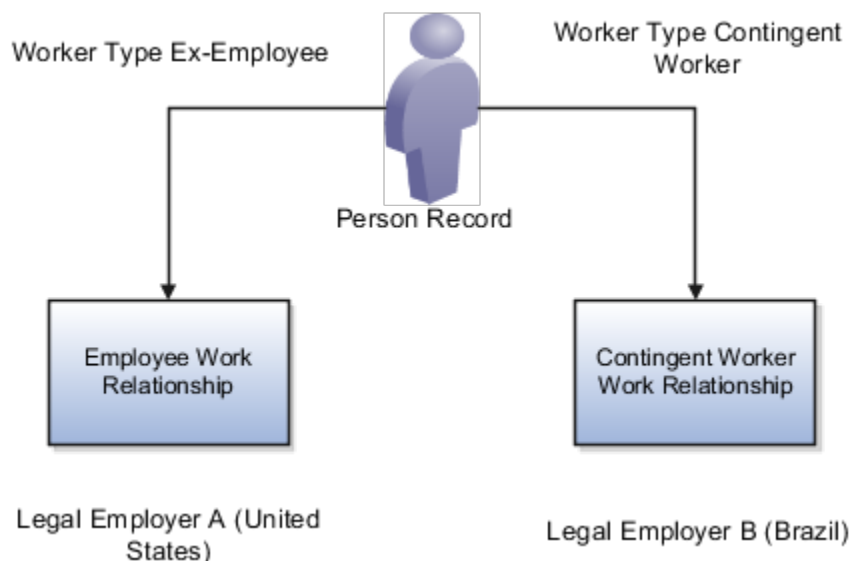 Worker Type Ex-Employee
Worker Type Contingent
Worker
Person Record
Employee Work
Relationship
Contingent Worker
Work Relationship
Legal Employer A (United
States)
Legal Employer B (Brazil)